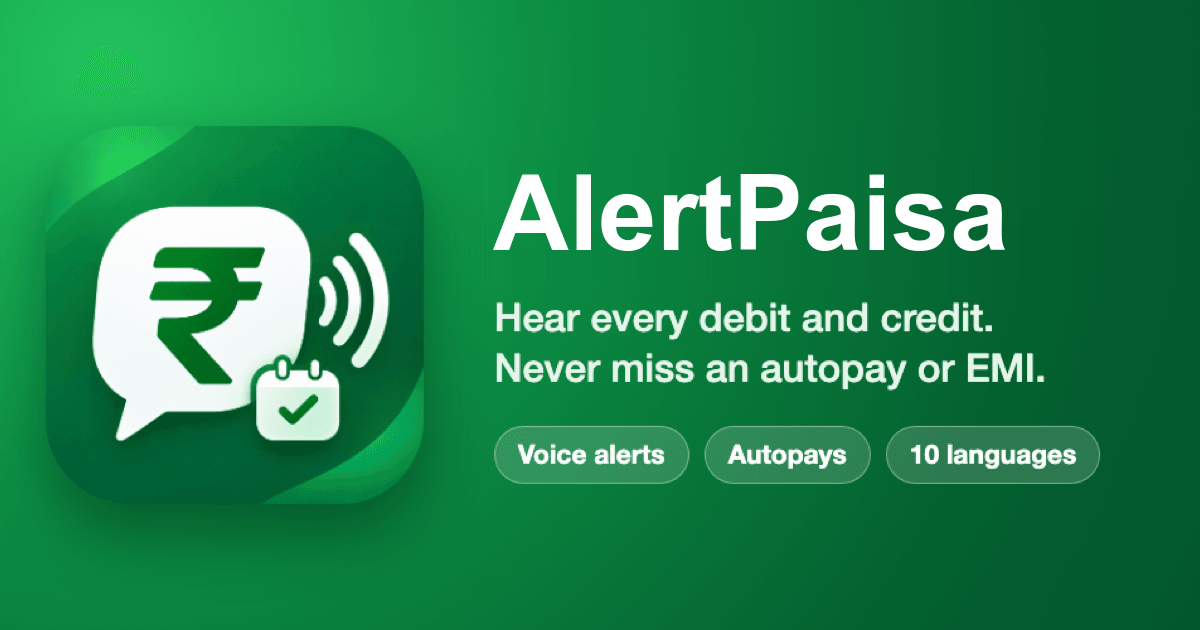 ₹
AlertPaisa
Hear every debit and credit.
Never miss an autopay or EMI.
Voice alerts
Autopays
10 languages